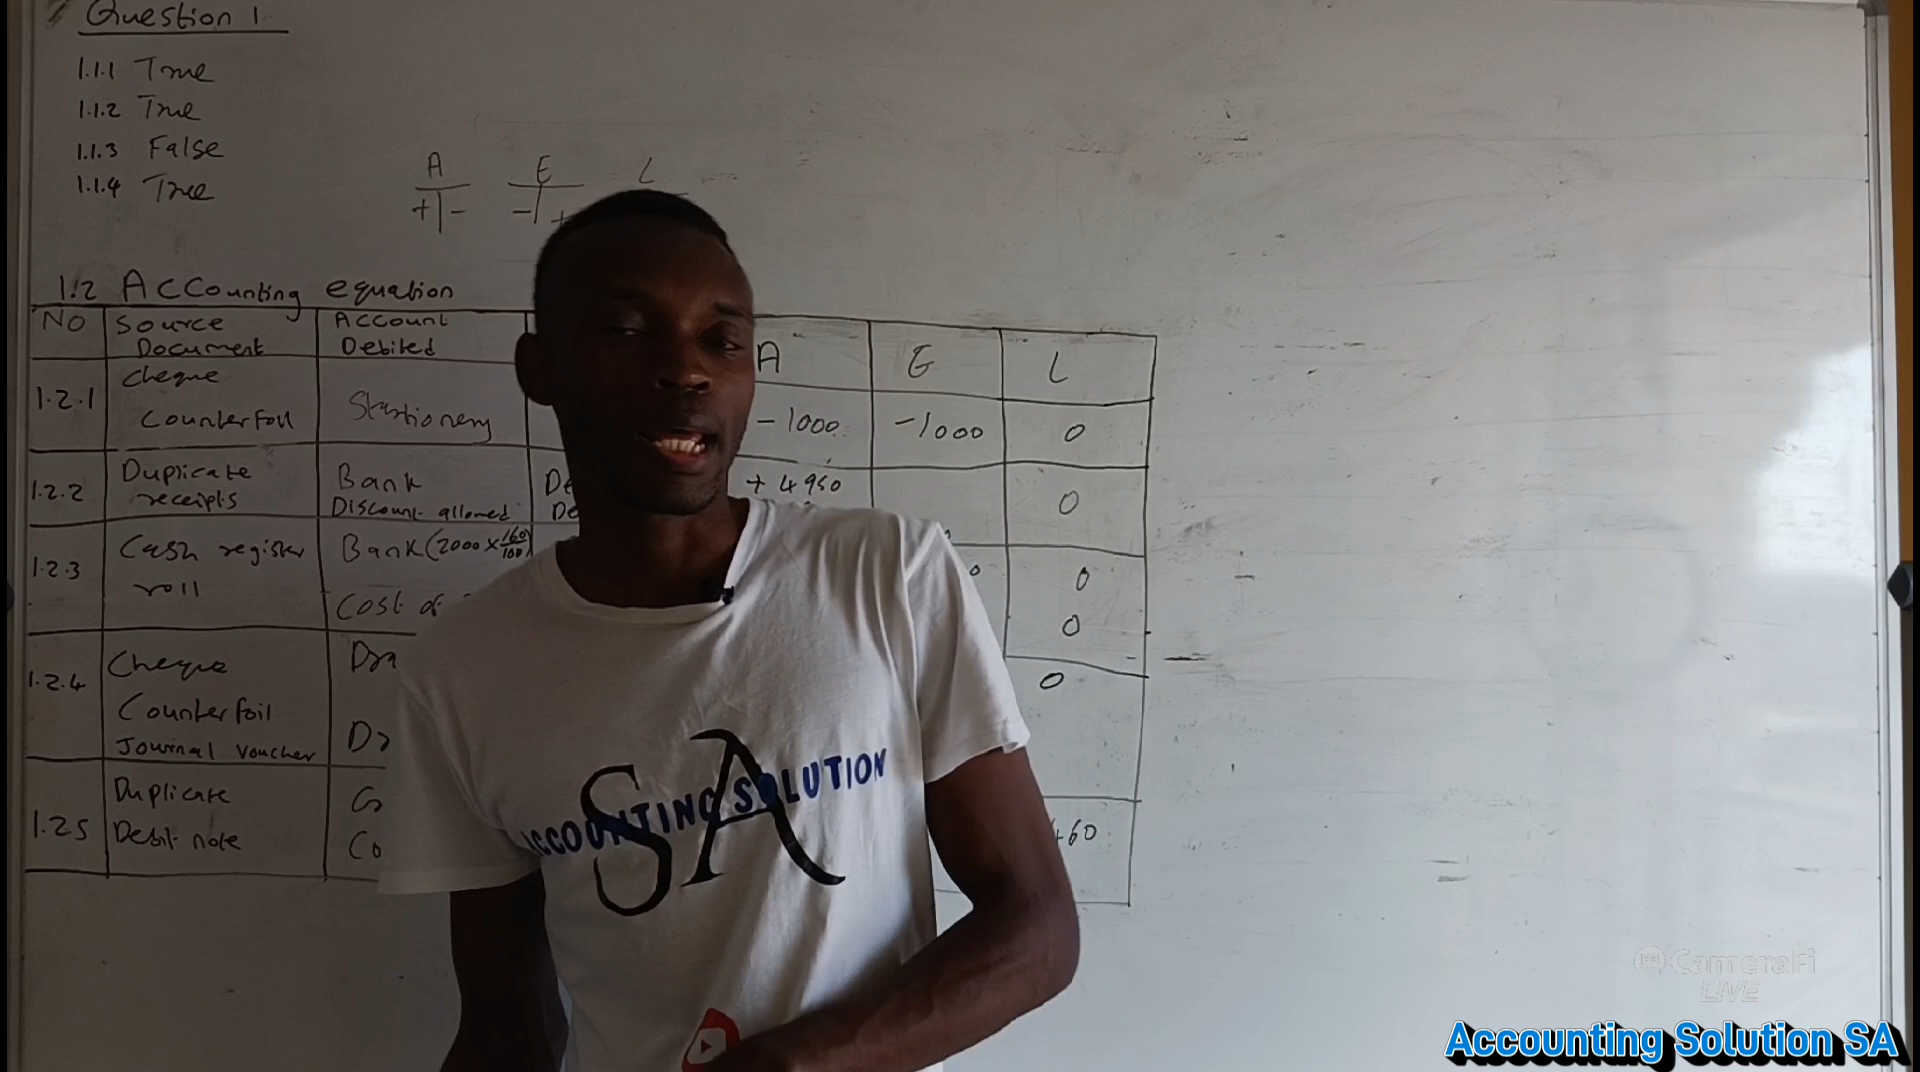 Question 1
1.1.1 True
1.1.2 True
1.1.3 False
1.1.4 True
A E L
+ - - +
1.2 Accounting equation
NO Source Document Account Debited A E L
1.2.1 Cheque Counterfoil Stationery -1000 -1000 0
1.2.2 Duplicate receipts Bank + 4950 0
Discount allowed
1.2.3 Cash register roll Bank (2000 × 160/100) 0
Cost of 0
1.2.4 Cheque Counterfoil 0
Journal voucher
1.2.5 Duplicate Debit note 460
ACCOUNTING SOLUTION
SA
CameraFi
LIVE
Accounting Solution SA